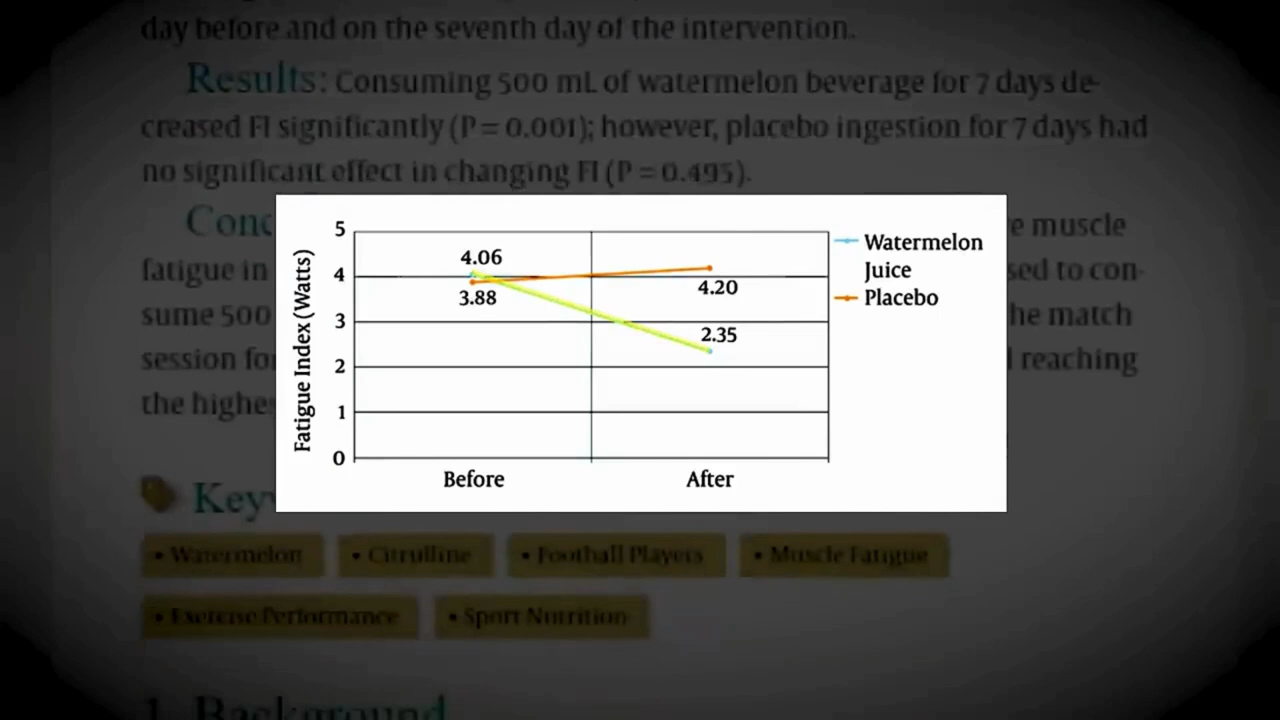 day before and on the seventh day of the intervention.
Results: Consuming 500 mL of watermelon beverage for 7 days de-
creased FI significantly (P = 0.001); however, placebo ingestion for 7 days had
no significant effect in changing FI (P = 0.495).
muscle
fatigue in
sed to con-
sume 500
he match
session for
reaching
the highes
5
4
3
2
1
0
Fatigue Index (Watts)
4.06
3.88
4.20
2.35
Before
After
Watermelon
Juice
Placebo
Key
• Watermelon • Citrulline • Football Players • Muscle Fatigue
• Exercise Performance • Sport Nutrition
1. Background